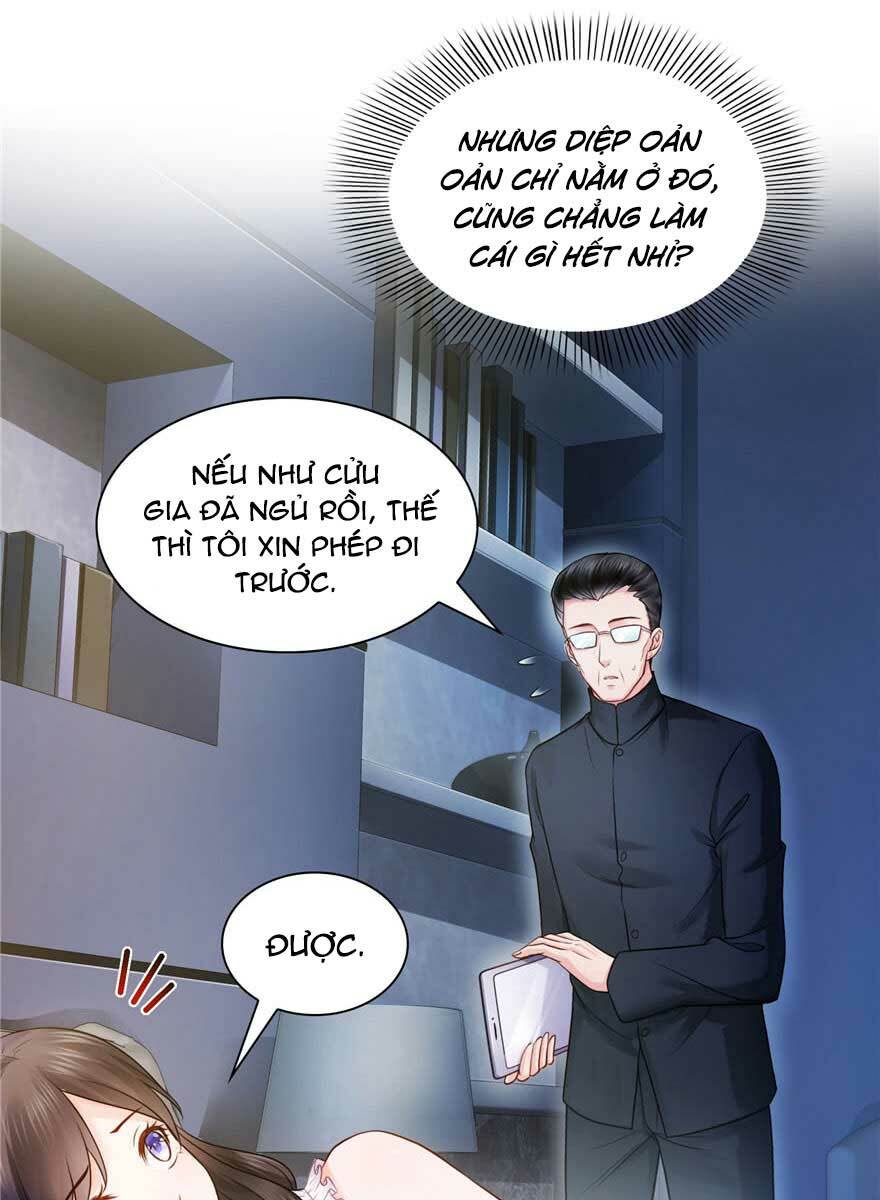 NHƯNG DIỆP OẢN
OẢN CHỈ NẰM Ở ĐÓ,
CŨNG CHẲNG LÀM
CÁI GÌ HẾT NHỈ?
NẾU NHƯ CỬU
GIA ĐÃ NGỦ RỒI, THẾ
THÌ TÔI XIN PHÉP ĐI
TRƯỚC.
ĐƯỢC.